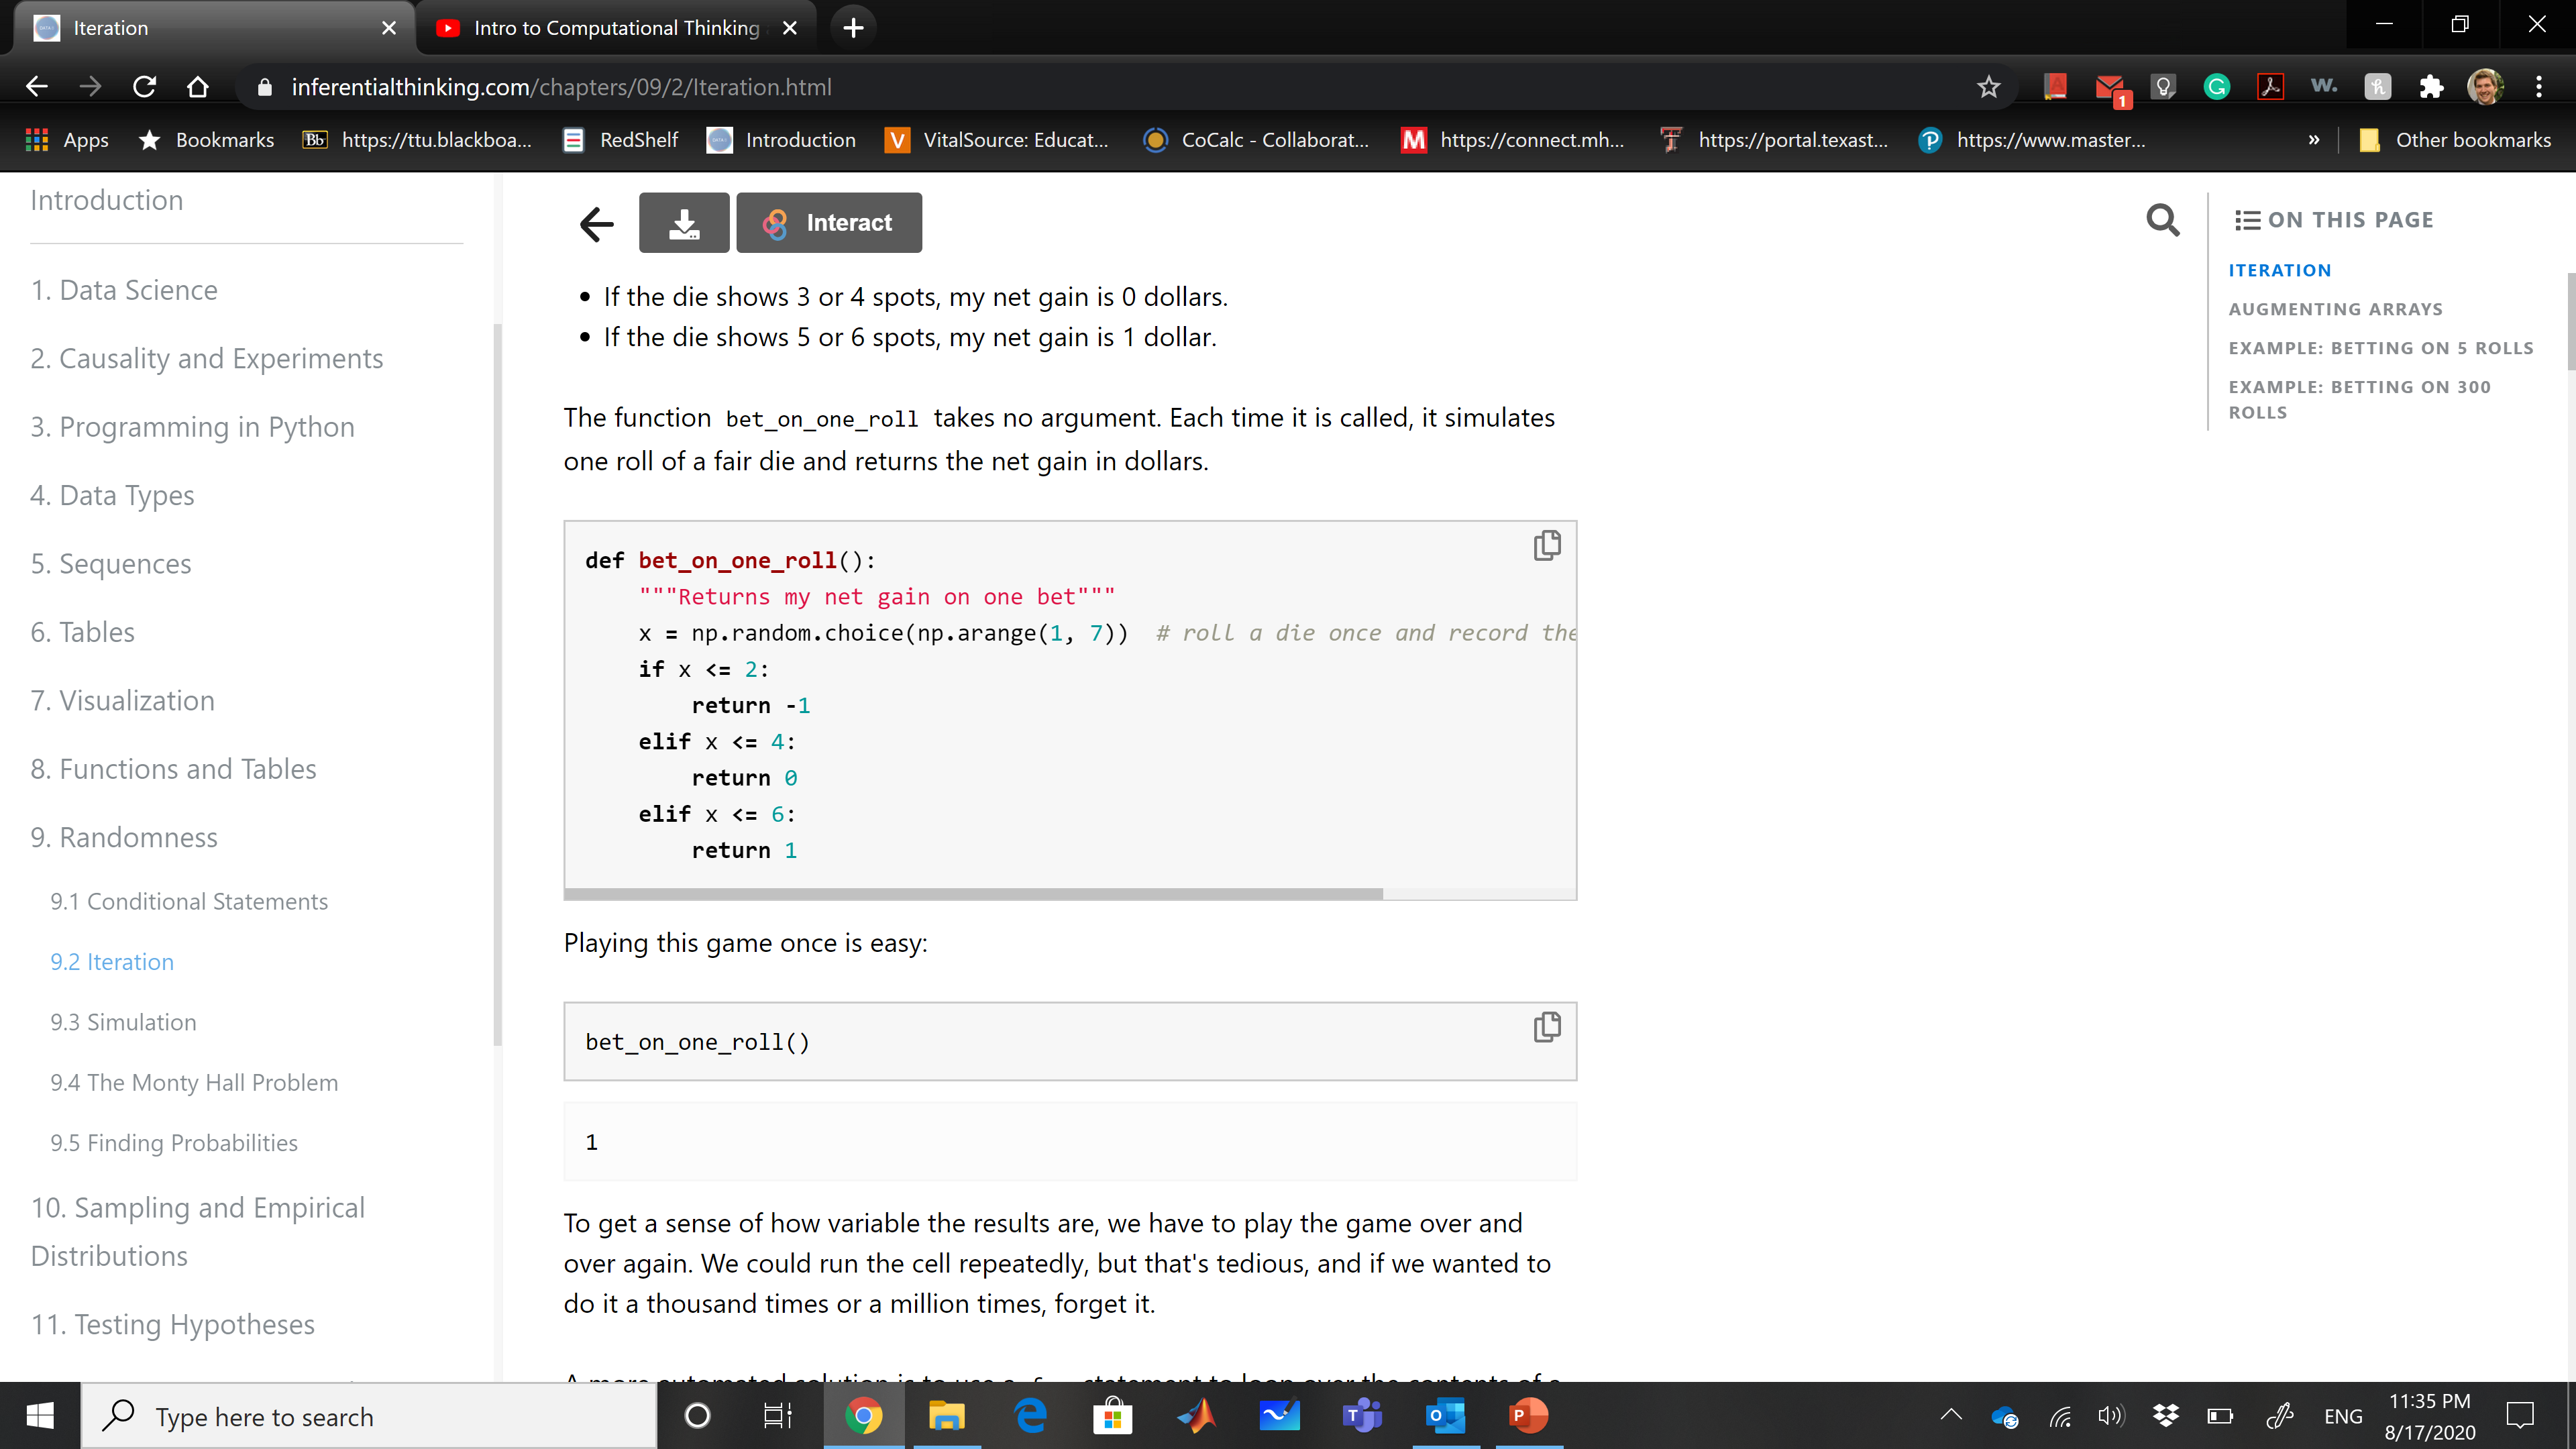 Iteration
Intro to Computational Thinking
inferentialthinking.com/chapters/09/2/Iteration.html
1
Apps
Bookmarks
Bb
https://ttu.blackboa...
RedShelf
Introduction
VitalSource: Educat...
CoCalc - Collaborat...
https://connect.mh...
https://portal.texast...
https://www.master...
»
Other bookmarks
Introduction
1. Data Science
2. Causality and Experiments
3. Programming in Python
4. Data Types
5. Sequences
6. Tables
7. Visualization
8. Functions and Tables
9. Randomness
9.1 Conditional Statements
9.2 Iteration
9.3 Simulation
9.4 The Monty Hall Problem
9.5 Finding Probabilities
10. Sampling and Empirical
Distributions
11. Testing Hypotheses
Interact
• If the die shows 3 or 4 spots, my net gain is 0 dollars.
• If the die shows 5 or 6 spots, my net gain is 1 dollar.
The function bet_on_one_roll takes no argument. Each time it is called, it simulates
one roll of a fair die and returns the net gain in dollars.
def bet_on_one_roll():
"""Returns my net gain on one bet"""
x = np.random.choice(np.arange(1, 7))  # roll a die once and record the
if x <= 2:
return -1
elif x <= 4:
return 0
elif x <= 6:
return 1
Playing this game once is easy:
bet_on_one_roll()
1
To get a sense of how variable the results are, we have to play the game over and
over again. We could run the cell repeatedly, but that's tedious, and if we wanted to
do it a thousand times or a million times, forget it.
ON THIS PAGE
ITERATION
AUGMENTING ARRAYS
EXAMPLE: BETTING ON 5 ROLLS
EXAMPLE: BETTING ON 300
ROLLS
Type here to search
ENG
11:35 PM
8/17/2020